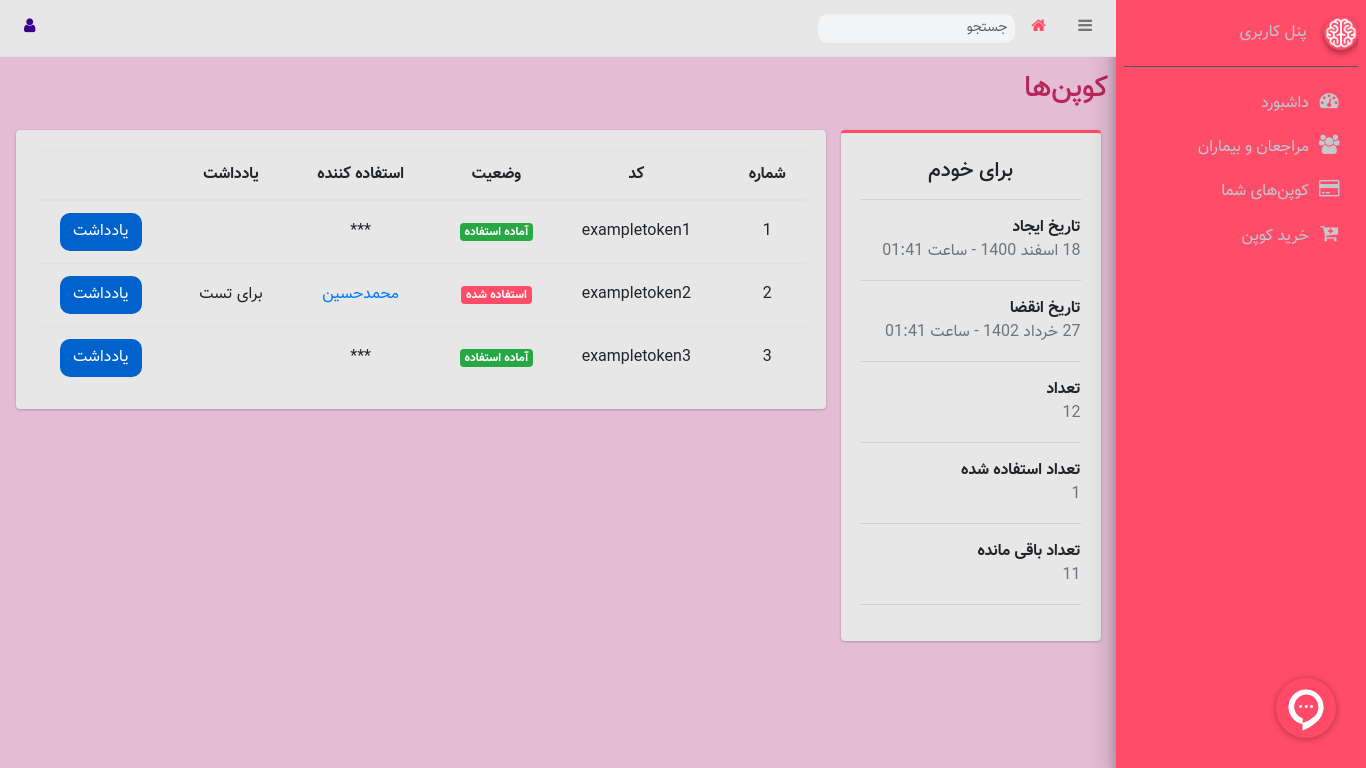 پنل کاربری
داشبورد
مراجعان و بیماران
کوپن‌های شما
خرید کوپن
جستجو
کوپن‌ها
برای خودم
تاریخ ایجاد
18 اسفند 1400 - ساعت 01:41
تاریخ انقضا
27 خرداد 1402 - ساعت 01:41
تعداد
12
تعداد استفاده شده
1
تعداد باقی مانده
11
شماره کد وضعیت استفاده کننده یادداشت
1 exampletoken1 آماده استفاده *** یادداشت
2 exampletoken2 استفاده شده محمدحسین برای تست یادداشت
3 exampletoken3 آماده استفاده *** یادداشت